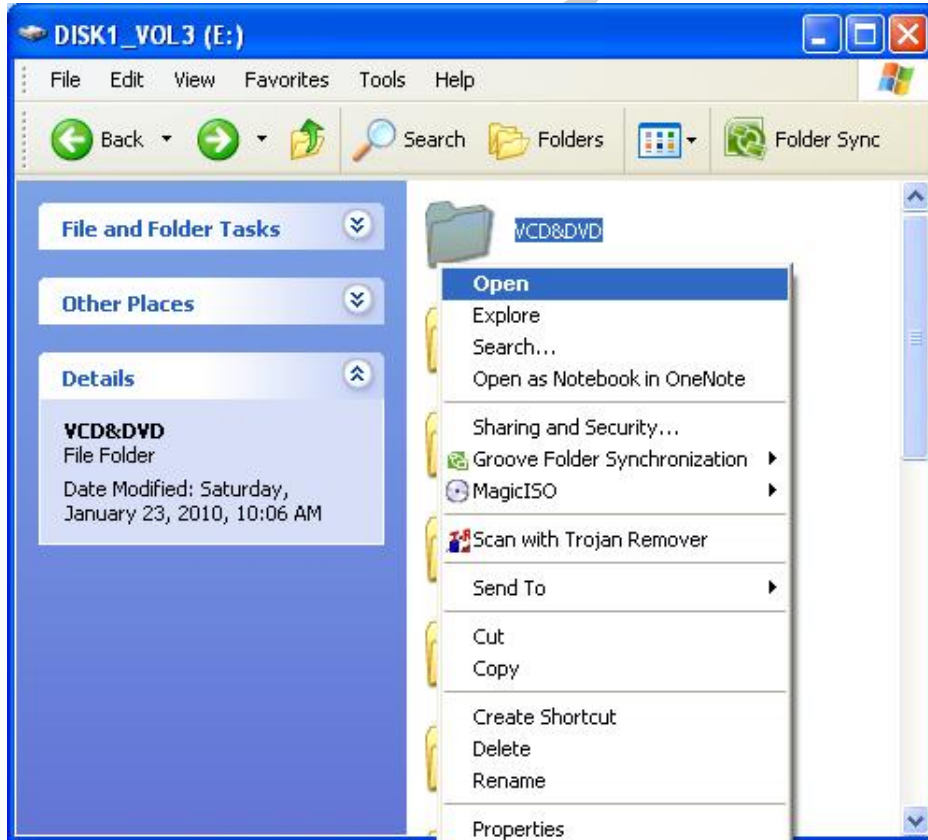 DISK1_VOL3 (E:)
File Edit View Favorites Tools Help
Back Search Folders Folder Sync
File and Folder Tasks
Other Places
Details
VCD&DVD
File Folder
Date Modified: Saturday,
January 23, 2010, 10:06 AM
VCD&DVD
Open
Explore
Search...
Open as Notebook in OneNote
Sharing and Security...
Groove Folder Synchronization
MagicISO
Scan with Trojan Remover
Send To
Cut
Copy
Create Shortcut
Delete
Rename
Properties